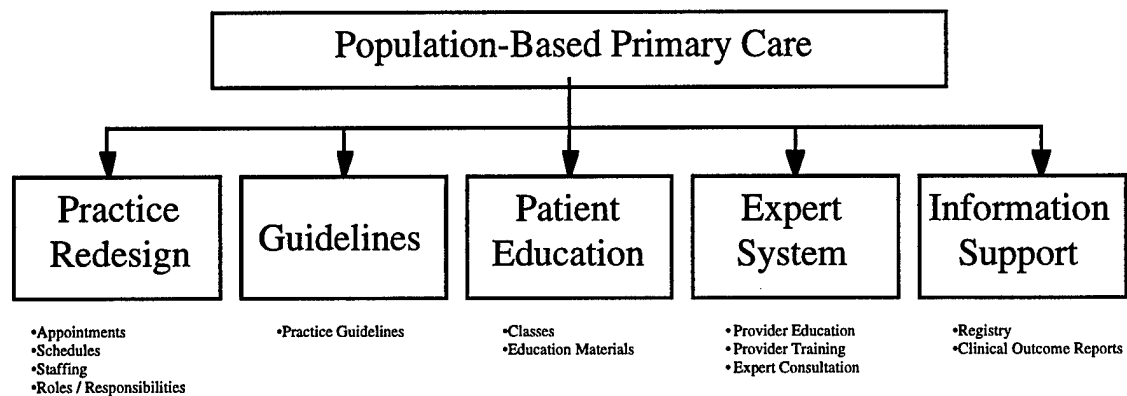 Population-Based Primary Care
Practice
Redesign
Guidelines
Patient
Education
Expert
System
Information
Support
•Appointments
•Schedules
•Staffing
•Roles / Responsibilities
•Practice Guidelines
•Classes
•Education Materials
•Provider Education
•Provider Training
•Expert Consultation
•Registry
•Clinical Outcome Reports